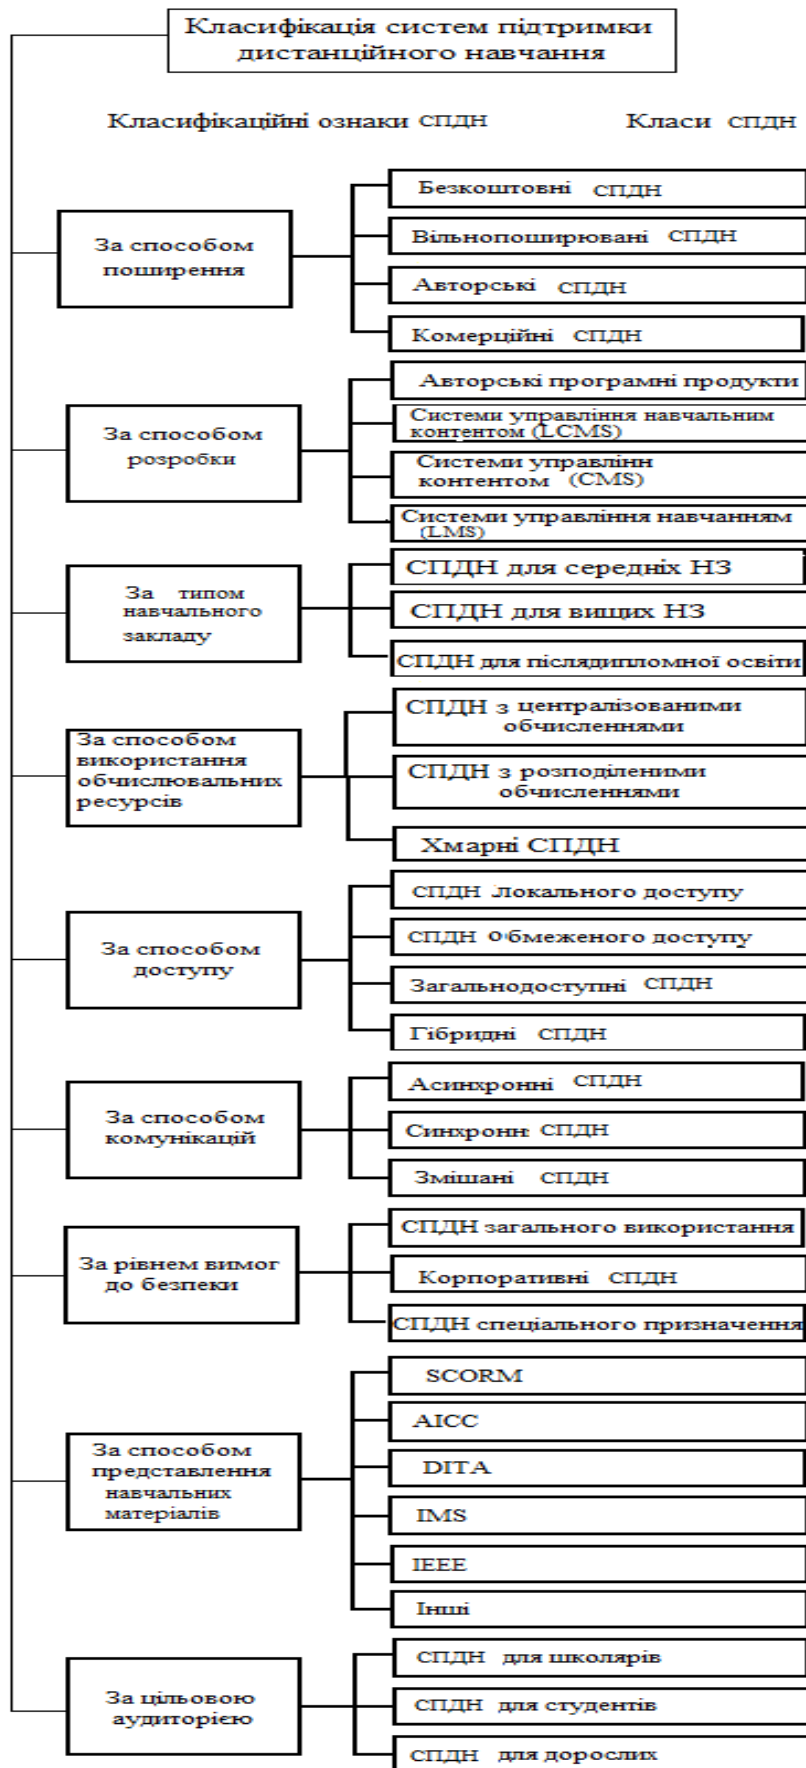 Класифікація систем підтримки
дистанційного навчання
Класифікаційні ознаки СПДН
Класи СПДН
За способом
поширення
Безкоштовні СПДН
Вільнопоширювані СПДН
Авторські СПДН
Комерційні СПДН
За способом
розробки
Авторські програмні продукти
Системи управління навчальним
контентом (LCMS)
Системи управлінн
контентом (CMS)
Системи управління навчанням
(LMS)
За типом
навчального
закладу
СПДН для середніх НЗ
СПДН для вищих НЗ
СПДН для післядипломної освіти
За способом
використання
обчислювальних
ресурсів
СПДН з централізованими
обчисленнями
СПДН з розподіленими
обчисленнями
Хмарні СПДН
За способом
доступу
СПДН локального доступу
СПДН обмеженого доступу
Загальнодоступні СПДН
Гібридні СПДН
За способом
комунікацій
Асинхронні СПДН
Синхронні СПДН
Змішані СПДН
За рівнем вимог
до безпеки
СПДН загального використання
Корпоративні СПДН
СПДН спеціального призначення
За способом
представлення
навчальних
матеріалів
SCORM
AICC
DITA
IMS
IEEE
Інші
За цільовою
аудиторією
СПДН для школярів
СПДН для студентів
СПДН для дорослих